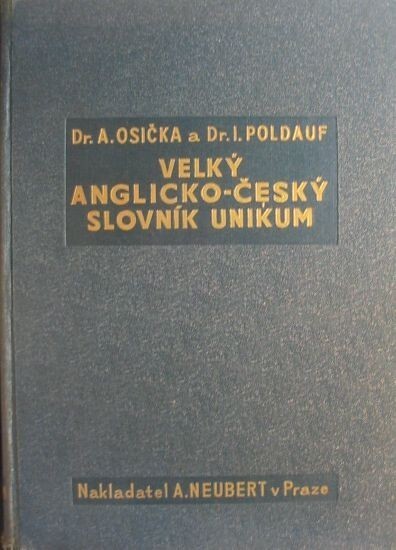 Dr. A. OSIČKA a Dr. I. POLDAUF
VELKÝ
ANGLICKO-ČESKÝ
SLOVNÍK UNIKUM
Nakladatel A. NEUBERT v Praze